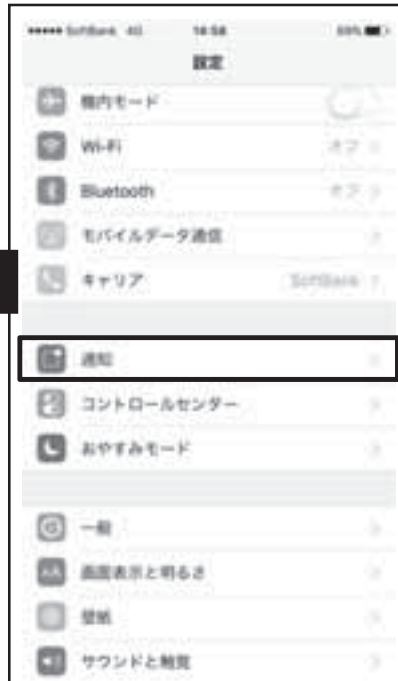 SoftBank 4G 14:58 59%
設定
機内モード
Wi-Fi オフ
Bluetooth オフ
モバイルデータ通信
キャリア SoftBank
通知
コントロールセンター
おやすみモード
一般
画面表示と明るさ
壁紙
サウンドと触覚